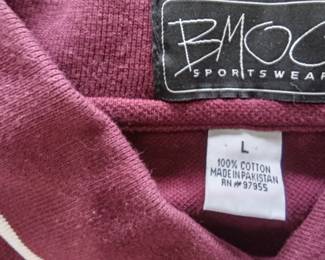 BMOC
SPORTSWEAR
L
100% COTTON
MADE IN PAKISTAN
RN# 97955